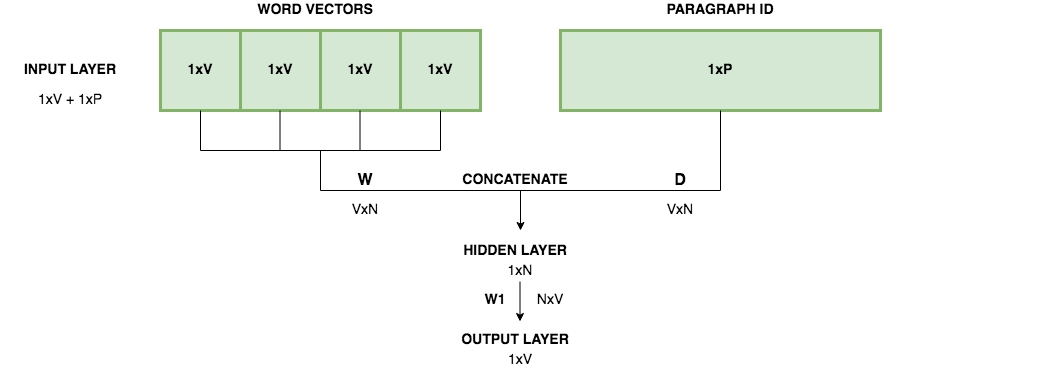 WORD VECTORS
PARAGRAPH ID
INPUT LAYER
1xV + 1xP
1xV
1xV
1xV
1xV
1xP
W
CONCATENATE
D
VxN
VxN
HIDDEN LAYER
1xN
W1
NxV
OUTPUT LAYER
1xV